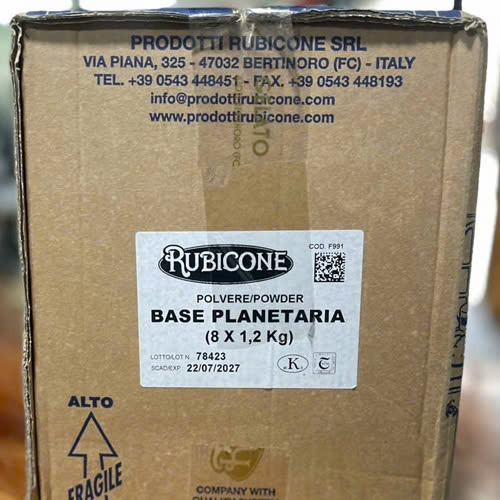 PRODOTTI RUBICONE SRL
VIA PIANA, 325 - 47032 BERTINORO (FC) - ITALY
TEL. +39 0543 448451 - FAX. +39 0543 448193
info@prodottirubicone.com
www.prodottirubicone.com
RUBICONE
COD. F991
POLVERE/POWDER
BASE PLANETARIA
(8 X 1,2 Kg)
LOTTO/LOT N. 78423
SCAD/EXP 22/07/2027
K
ALTO
FRAGILE
COMPANY WITH